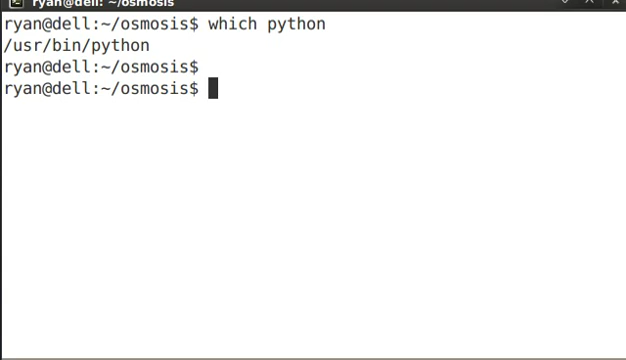 ryan@dell: ~/osmosis
ryan@dell:~/osmosis$ which python
/usr/bin/python
ryan@dell:~/osmosis$
ryan@dell:~/osmosis$